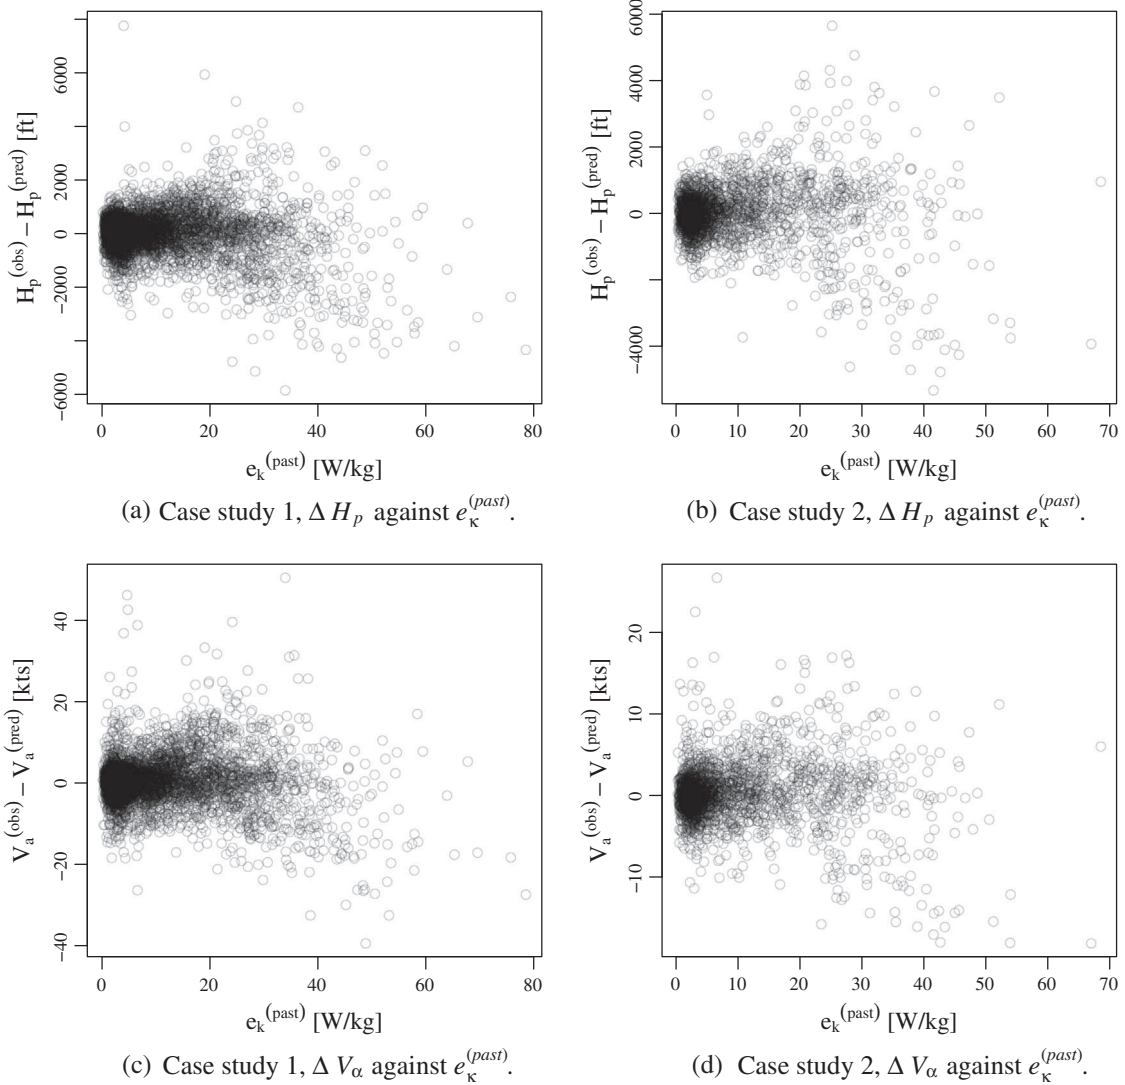 6000
2000
0
−2000
−6000
H_p^(obs) − H_p^(pred) [ft]
0 20 40 60 80
e_k^(past) [W/kg]
(a) Case study 1, Δ H_p against e_κ^(past).
6000
4000
2000
0
−4000
H_p^(obs) − H_p^(pred) [ft]
0 10 20 30 40 50 60 70
e_k^(past) [W/kg]
(b) Case study 2, Δ H_p against e_κ^(past).
40
20
0
−20
−40
V_a^(obs) − V_a^(pred) [kts]
0 20 40 60 80
e_k^(past) [W/kg]
(c) Case study 1, Δ V_α against e_κ^(past).
20
10
0
−10
V_a^(obs) − V_a^(pred) [kts]
0 10 20 30 40 50 60 70
e_k^(past) [W/kg]
(d) Case study 2, Δ V_α against e_κ^(past).